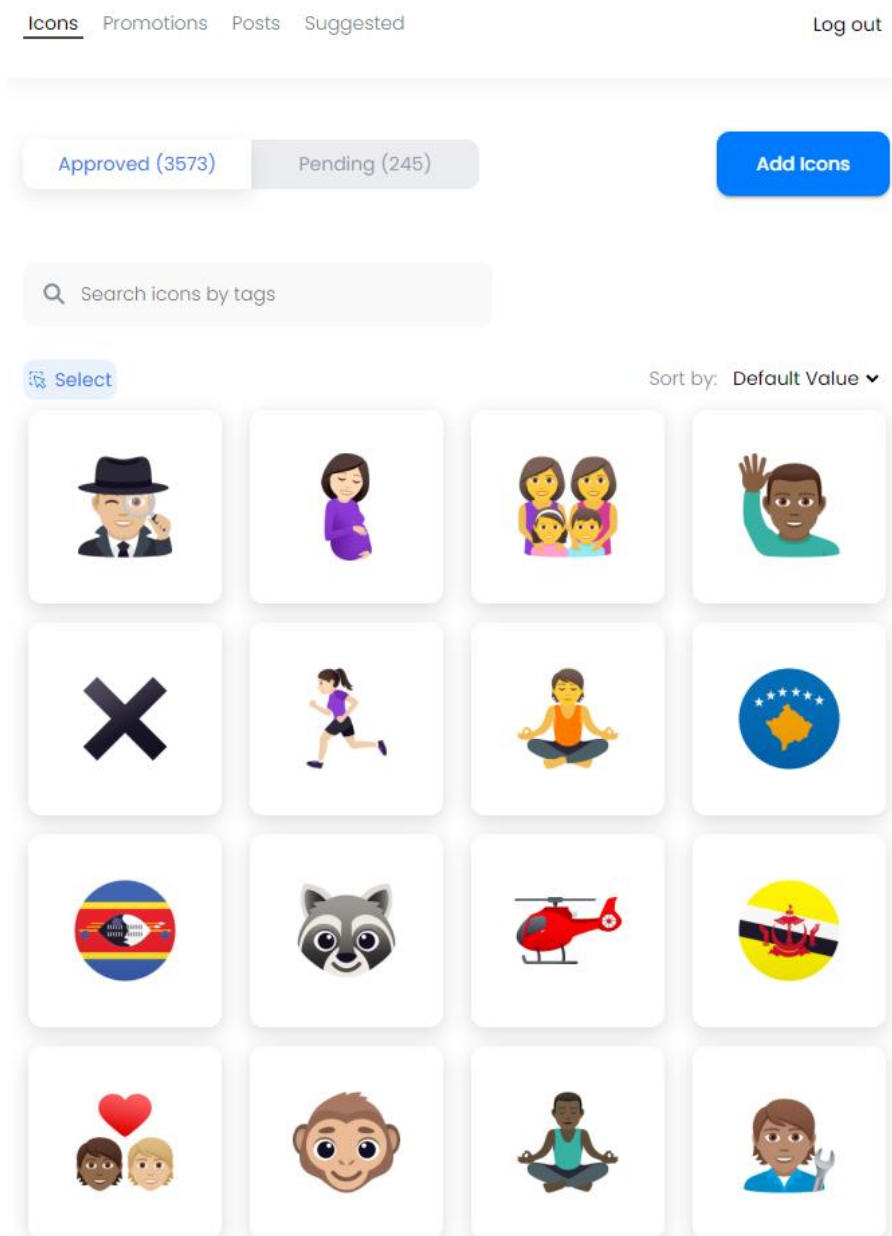 Icons Promotions Posts Suggested Log out
Approved (3573) Pending (245) Add Icons
Search icons by tags
Select Sort by: Default Value